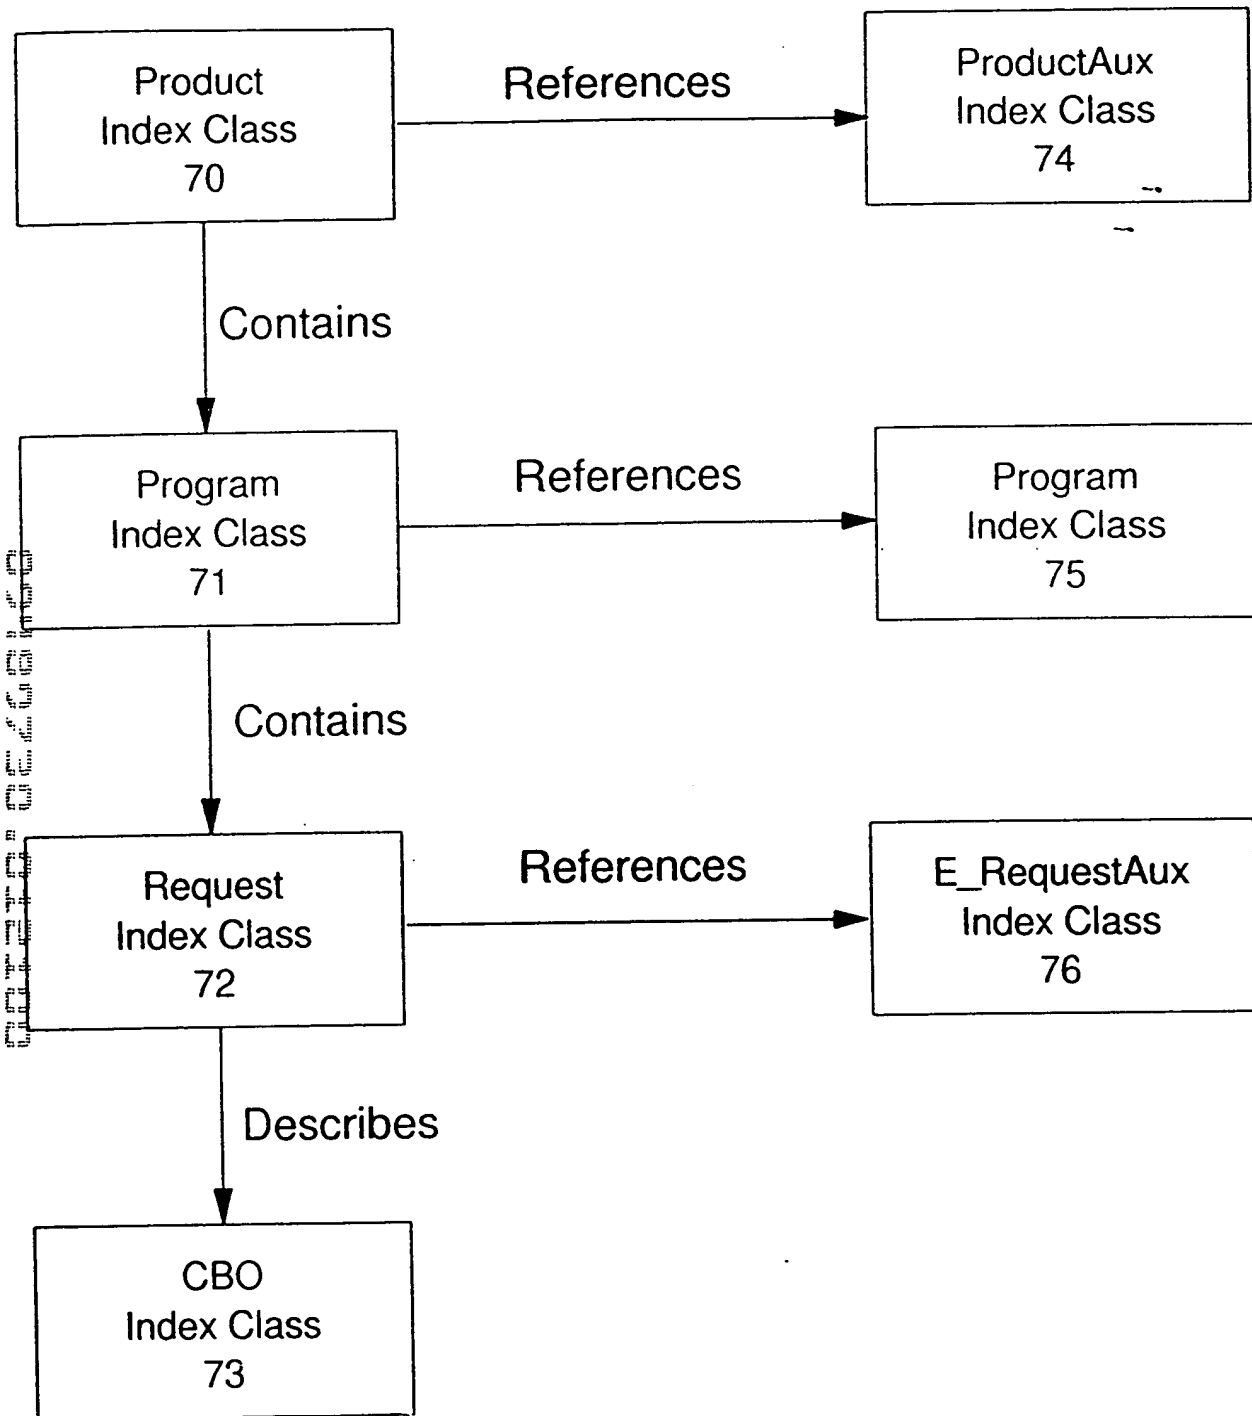 Product
Index Class
70
References
ProductAux
Index Class
74
Contains
Program
Index Class
71
References
Program
Index Class
75
Contains
Request
Index Class
72
References
E_RequestAux
Index Class
76
Describes
CBO
Index Class
73